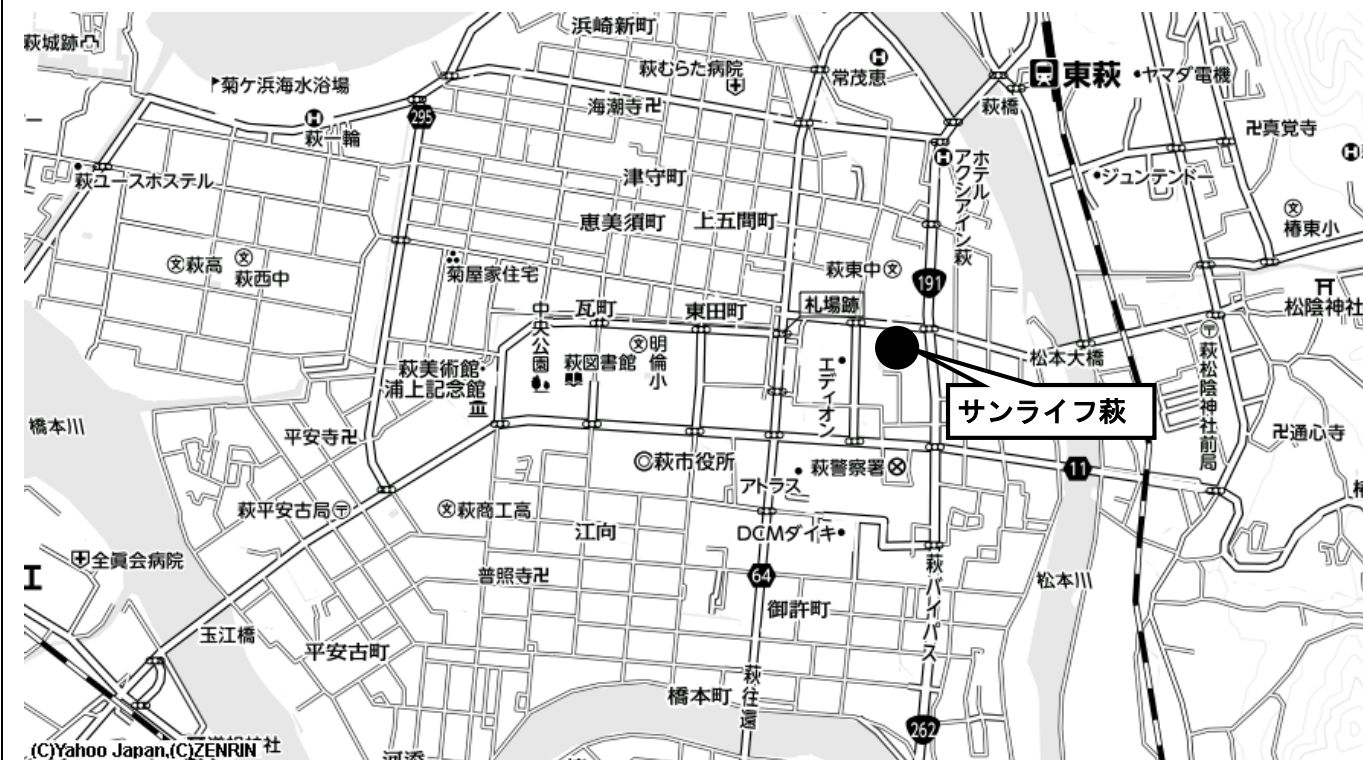 浜崎新町
萩城跡
萩むらた病院
常茂恵
東萩
ヤマダ電機
菊ケ浜海水浴場
海潮寺
萩橋
295
萩一輪
真覚寺
ホテル
アクシアイン萩
津守町
ジュンテンドー
萩ユースホステル
恵美須町
上五間町
椿東小
萩高
萩西中
菊屋家住宅
萩東中
191
瓦町
東田町
札場跡
松陰神社
中央公園
萩図書館
明倫小
エディオン
松本大橋
萩松陰神社前局
萩美術館・
浦上記念館
サンライフ萩
橋本川
平安寺
通心寺
萩市役所
萩警察署
11
アトラス
萩平安古局
萩商工高
江向
DCMダイキ
全眞会病院
普照寺
64
萩バイパス
松本川
御許町
玉江橋
平安古町
橋本町
萩往還
262
河添
(C)Yahoo Japan,(C)ZENRIN